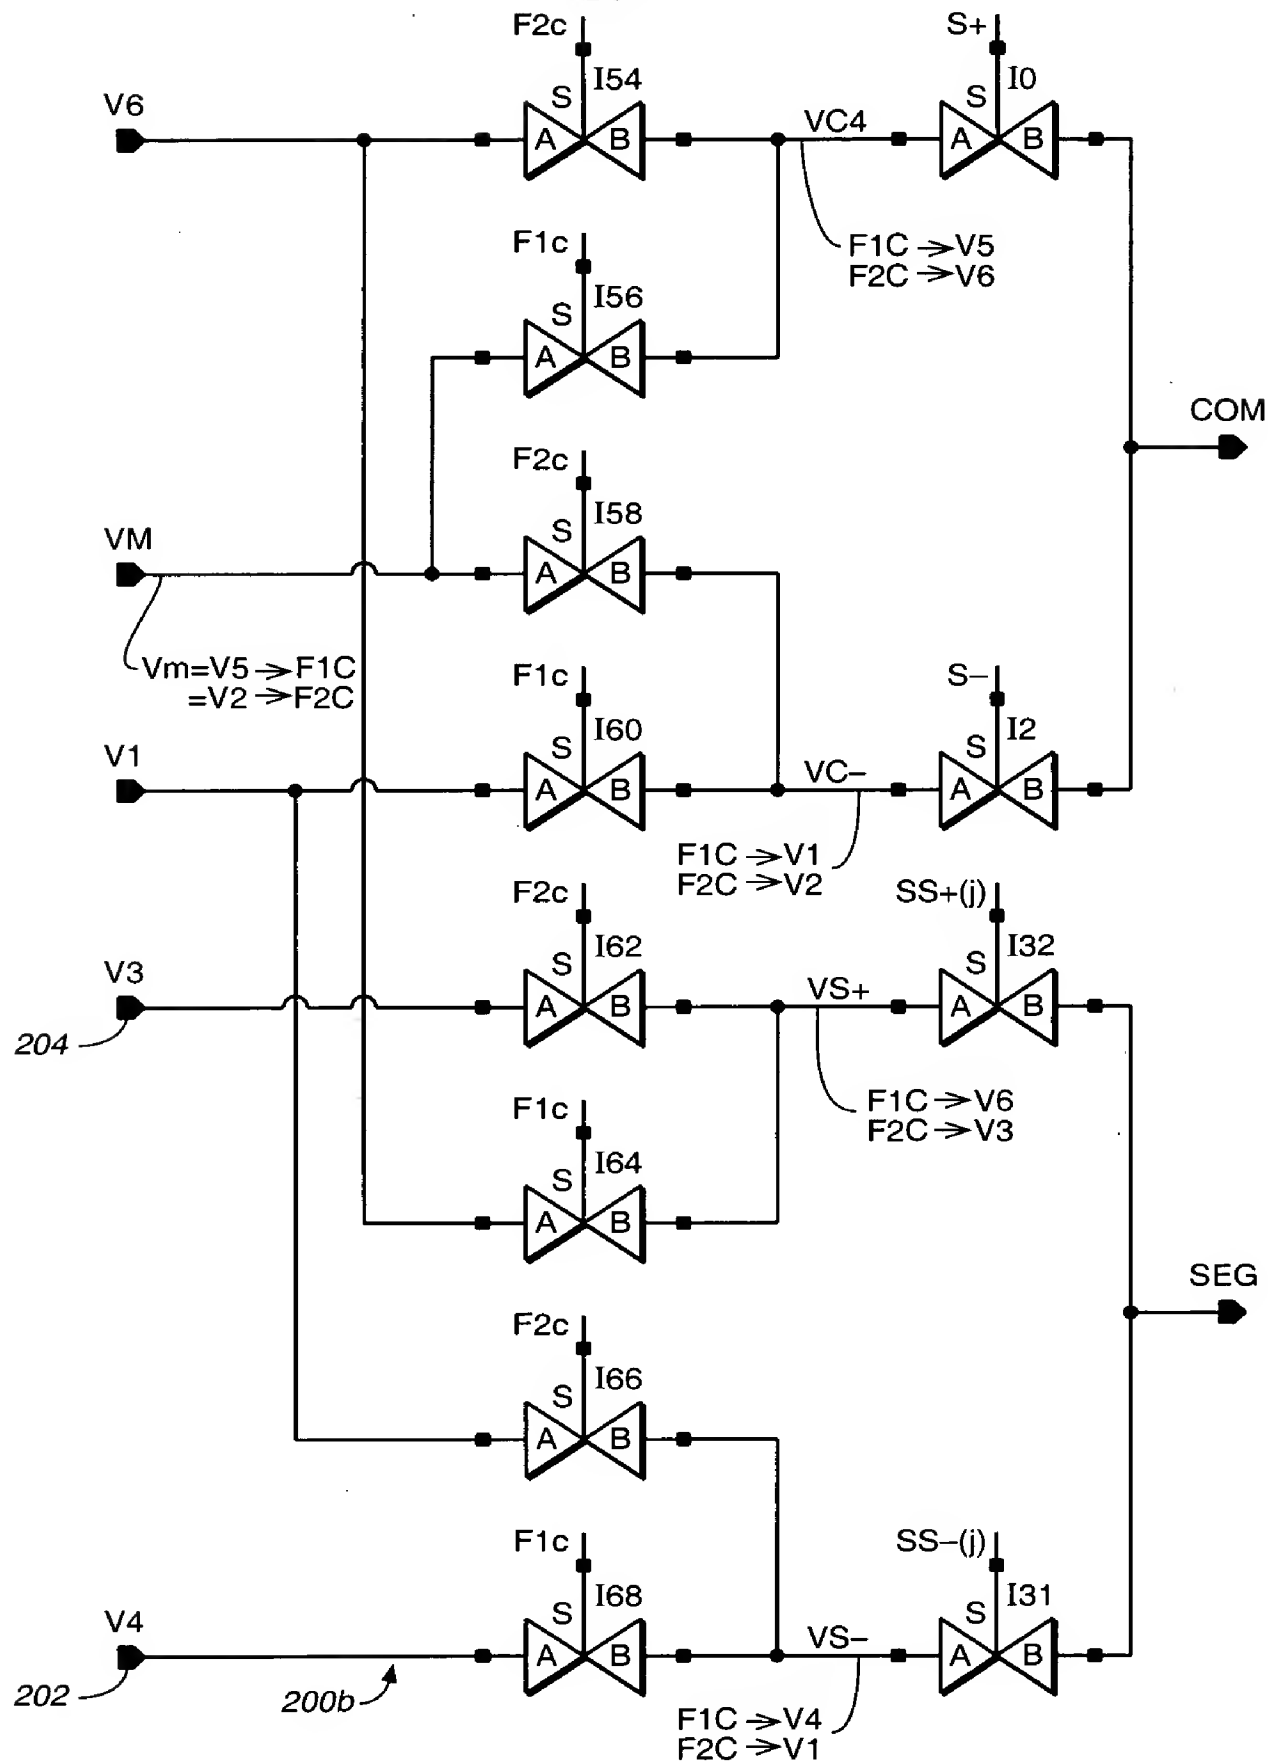 F2c
S+
I54
I0
V6
S
S
VC4
A
B
A
B
F1c
F1C → V5
F2C → V6
I56
S
A
B
COM
F2c
I58
VM
S
A
B
Vm=V5 → F1C
=V2 → F2C
F1c
S−
I60
I2
V1
S
S
VC−
A
B
A
B
F1C → V1
F2C → V2
F2c
SS+(j)
I62
I32
V3
S
S
VS+
A
B
A
B
204
F1c
F1C → V6
F2C → V3
I64
S
A
B
SEG
F2c
I66
S
A
B
F1c
SS−(j)
I68
I31
V4
S
S
VS−
A
B
A
B
202
200b
F1C → V4
F2C → V1